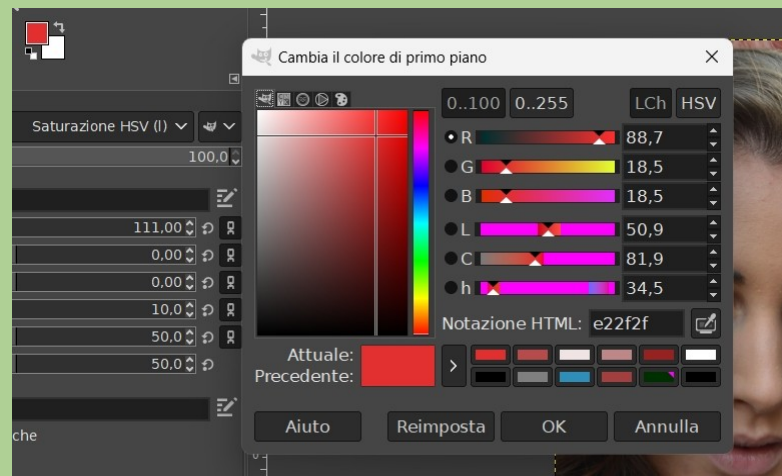 Cambia il colore di primo piano
0..100 0..255 LCh HSV
Saturazione HSV (l)
100,0
111,00
0,00
0,00
10,0
50,0
50,0
che
R 88,7
G 18,5
B 18,5
L 50,9
C 81,9
h 34,5
Notazione HTML: e22f2f
Attuale:
Precedente:
Aiuto Reimposta OK Annulla